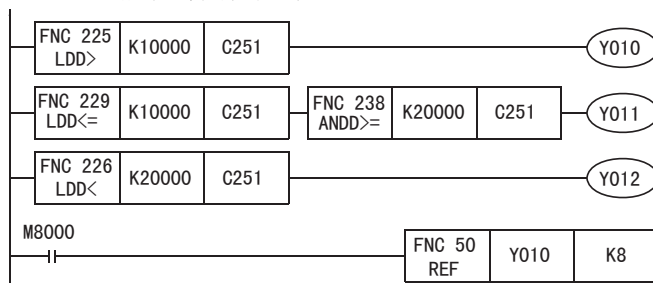 FNC 225 LDD> K10000 C251 Y010
FNC 229 LDD<= K10000 C251 FNC 238 ANDD>= K20000 C251 Y011
FNC 226 LDD< K20000 C251 Y012
M8000
FNC 50 REF Y010 K8